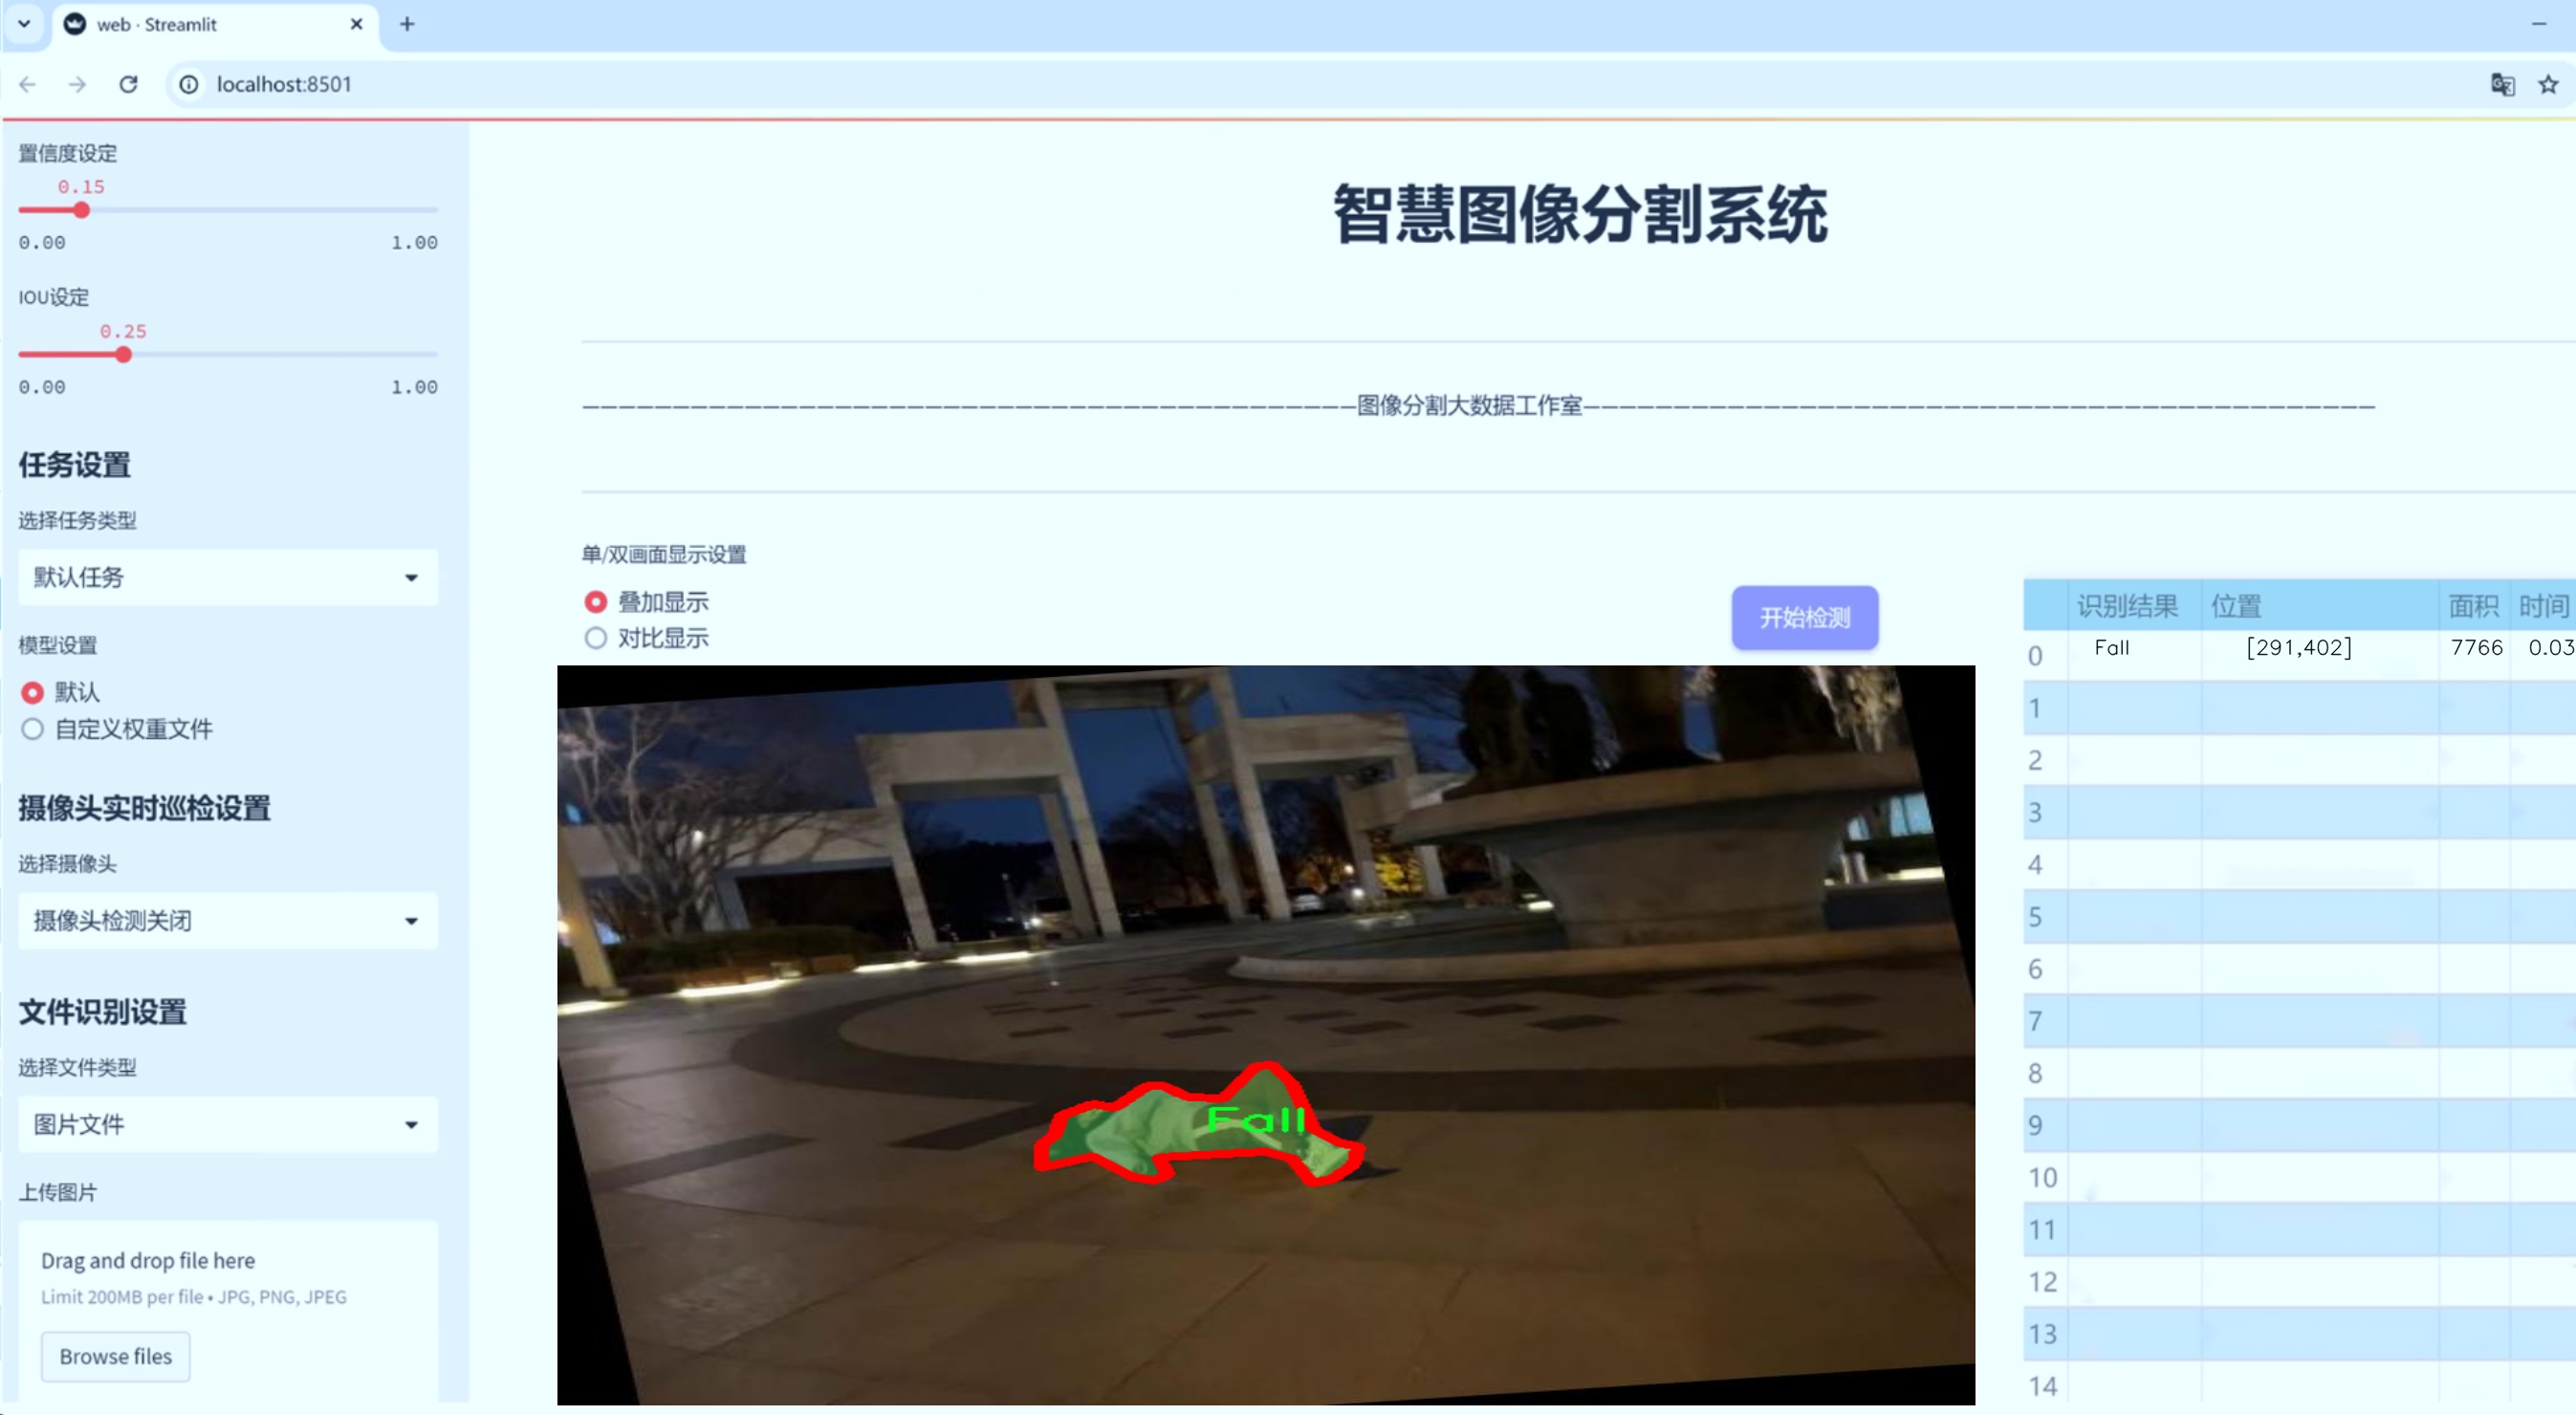 web · Streamlit
localhost:8501
置信度设定
0.15
0.00 1.00
IOU设定
0.25
0.00 1.00
任务设置
选择任务类型
默认任务
模型设置
默认
自定义权重文件
摄像头实时巡检设置
选择摄像头
摄像头检测关闭
文件识别设置
选择文件类型
图片文件
上传图片
Drag and drop file here
Limit 200MB per file • JPG, PNG, JPEG
Browse files
智慧图像分割系统
图像分割大数据工作室
单/双画面显示设置
叠加显示
对比显示
开始检测
Fall
识别结果 位置 面积 时间
0 Fall [291,402] 7766 0.03
1
2
3
4
5
6
7
8
9
10
11
12
13
14